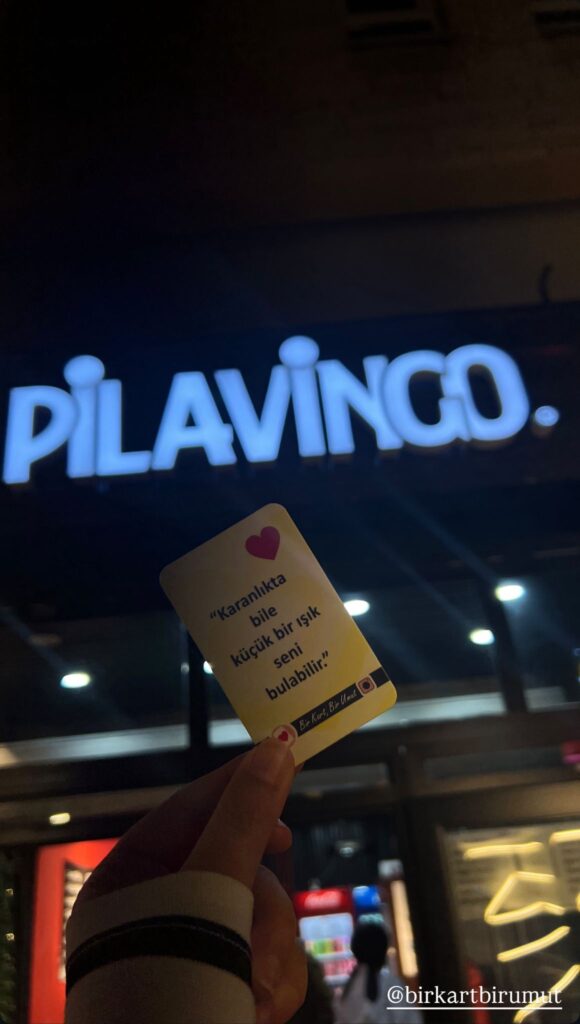 PİLAVİNGO.
"Karanlıkta
bile
küçük bir ışık
seni
bulabilir."
Bir Kart, Bir Umut
@birkartbirumut